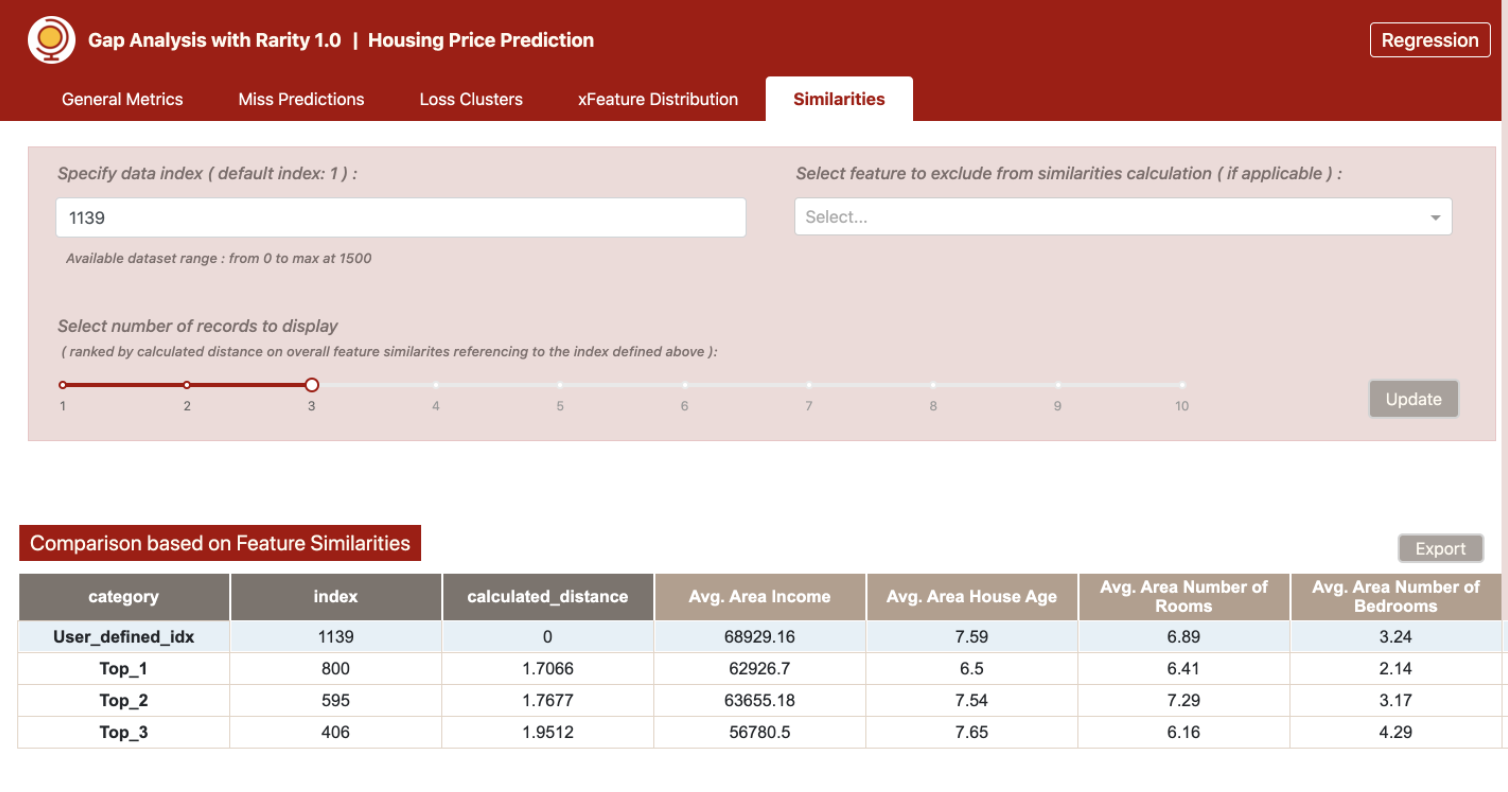 Gap Analysis with Rarity 1.0 | Housing Price Prediction
Regression
General Metrics Miss Predictions Loss Clusters xFeature Distribution Similarities
Specify data index ( default index: 1 ) :
Select feature to exclude from similarities calculation ( if applicable ) :
1139
Select...
Available dataset range : from 0 to max at 1500
Select number of records to display
( ranked by calculated distance on overall feature similarites referencing to the index defined above ):
1 2 3 4 5 6 7 8 9 10
Update
Comparison based on Feature Similarities
Export
category index calculated_distance Avg. Area Income Avg. Area House Age Avg. Area Number of Rooms Avg. Area Number of Bedrooms
User_defined_idx 1139 0 68929.16 7.59 6.89 3.24
Top_1 800 1.7066 62926.7 6.5 6.41 2.14
Top_2 595 1.7677 63655.18 7.54 7.29 3.17
Top_3 406 1.9512 56780.5 7.65 6.16 4.29